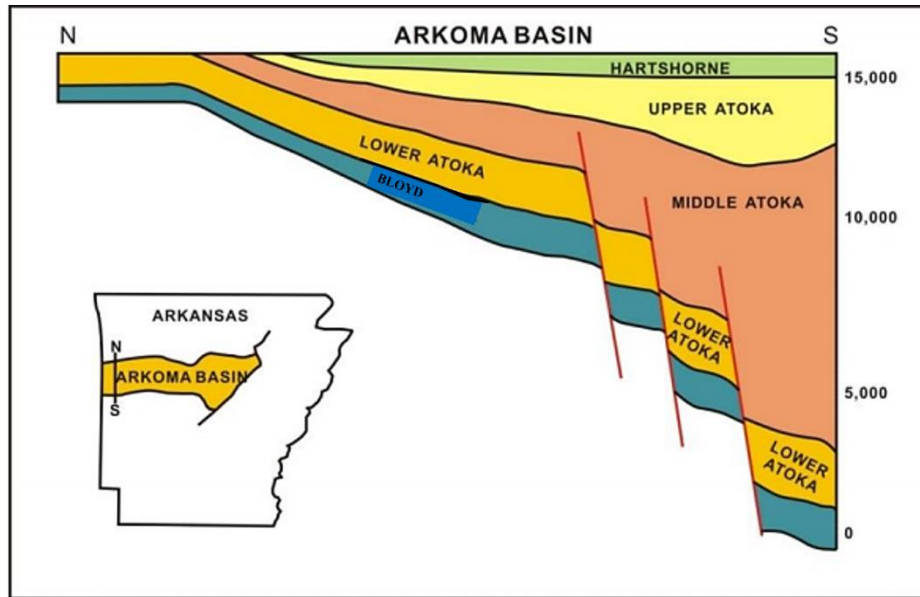 N
ARKOMA BASIN
S
HARTSHORNE
15,000
UPPER ATOKA
LOWER ATOKA
BLOYD
MIDDLE ATOKA
10,000
ARKANSAS
N
ARKOMA BASIN
S
LOWER
ATOKA
5,000
LOWER
ATOKA
0